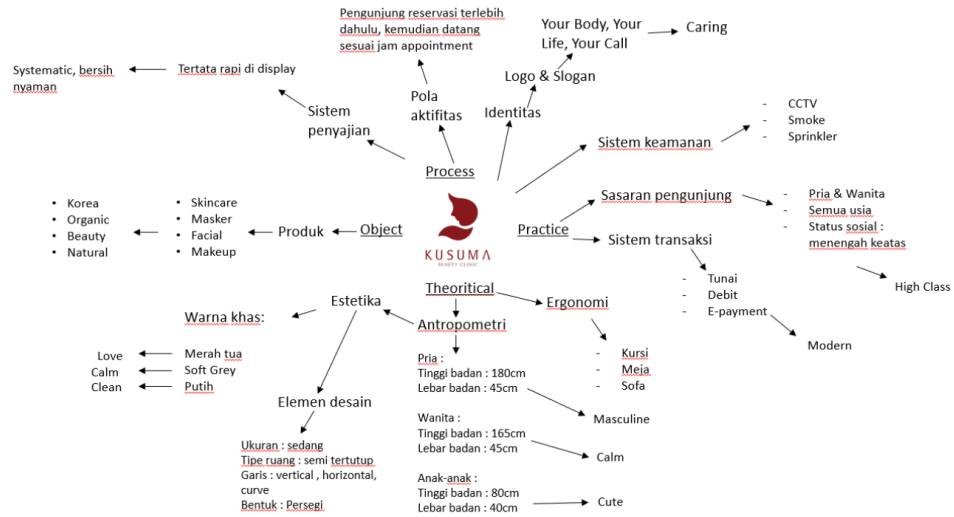 Pengunjung reservasi terlebih
dahulu, kemudian datang
sesuai jam appointment
Your Body, Your
Life, Your Call
Caring
Logo & Slogan
Systematic, bersih
nyaman
Tertata rapi di display
Pola
aktifitas
Identitas
Sistem
penyajian
- CCTV
- Smoke
- Sprinkler
Sistem keamanan
Process
• Korea
• Organic
• Beauty
• Natural
• Skincare
• Masker
• Facial
• Makeup
Produk
Object
KUSUMA
BEAUTY CLINIC
Practice
Sasaran pengunjung
- Pria & Wanita
- Semua usia
- Status sosial :
menengah keatas
High Class
Sistem transaksi
- Tunai
- Debit
- E-payment
Modern
Theoritical
Ergonomi
- Kursi
- Meja
- Sofa
Estetika
Antropometri
Warna khas:
Love
Merah tua
Calm
Soft Grey
Clean
Putih
Elemen desain
Ukuran : sedang
Tipe ruang : semi tertutup
Garis : vertical , horizontal,
curve
Bentuk : Persegi
Pria :
Tinggi badan : 180cm
Lebar badan : 45cm
Masculine
Wanita :
Tinggi badan : 165cm
Lebar badan : 45cm
Calm
Anak-anak :
Tinggi badan : 80cm
Lebar badan : 40cm
Cute